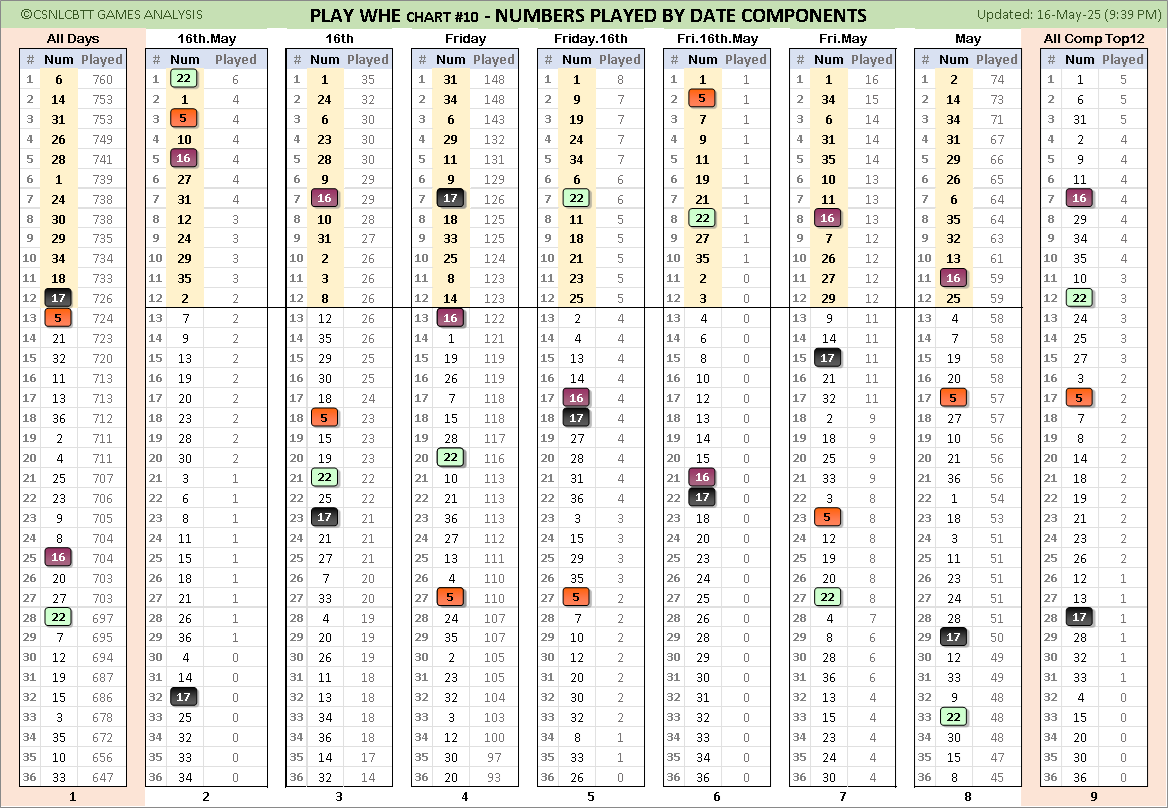 ©CSNLCBTT GAMES ANALYSIS PLAY WHE CHART #10 - NUMBERS PLAYED BY DATE COMPONENTS Updated: 16-May-25 (9:39 PM)
All Days 16th.May 16th Friday Friday.16th Fri.16th.May Fri.May May All Comp Top12
# Num Played # Num Played # Num Played # Num Played # Num Played # Num Played # Num Played # Num Played # Num Played
1 6 760 1 22 6 1 1 35 1 31 148 1 1 8 1 1 1 1 1 16 1 2 74 1 1 5
2 14 753 2 1 4 2 24 32 2 34 148 2 9 7 2 5 1 2 34 15 2 14 73 2 6 5
3 31 753 3 5 4 3 6 30 3 6 143 3 19 7 3 7 1 3 6 14 3 34 71 3 31 5
4 26 749 4 10 4 4 23 30 4 29 132 4 24 7 4 9 1 4 31 14 4 31 67 4 2 4
5 28 741 5 16 4 5 28 30 5 11 131 5 34 7 5 11 1 5 35 14 5 29 66 5 9 4
6 1 739 6 27 4 6 9 29 6 9 129 6 6 6 6 19 1 6 10 13 6 26 65 6 11 4
7 24 738 7 31 4 7 16 29 7 17 126 7 22 6 7 21 1 7 11 13 7 6 64 7 16 4
8 30 738 8 12 3 8 10 28 8 18 125 8 11 5 8 22 1 8 16 13 8 35 64 8 29 4
9 29 735 9 24 3 9 31 27 9 33 125 9 18 5 9 27 1 9 7 12 9 32 63 9 34 4
10 34 734 10 29 3 10 2 26 10 25 124 10 21 5 10 35 1 10 26 12 10 13 61 10 35 4
11 18 733 11 35 3 11 3 26 11 8 123 11 23 5 11 2 0 11 27 12 11 16 59 11 10 3
12 17 726 12 2 2 12 8 26 12 14 123 12 25 5 12 3 0 12 29 12 12 25 59 12 22 3
13 5 724 13 7 2 13 12 26 13 16 122 13 2 4 13 4 0 13 9 11 13 4 58 13 24 3
14 21 723 14 9 2 14 35 26 14 1 121 14 4 4 14 6 0 14 14 11 14 7 58 14 25 3
15 32 720 15 13 2 15 29 25 15 19 119 15 13 4 15 8 0 15 17 11 15 19 58 15 27 3
16 11 713 16 19 2 16 30 25 16 26 119 16 14 4 16 10 0 16 21 11 16 20 58 16 3 2
17 13 713 17 20 2 17 18 24 17 7 118 17 16 4 17 12 0 17 32 11 17 5 57 17 5 2
18 36 712 18 23 2 18 5 23 18 15 118 18 17 4 18 13 0 18 2 9 18 27 57 18 7 2
19 2 711 19 28 2 19 15 23 19 28 117 19 27 4 19 14 0 19 18 9 19 10 56 19 8 2
20 4 711 20 30 2 20 19 23 20 22 116 20 28 4 20 15 0 20 25 9 20 21 56 20 14 2
21 25 707 21 3 1 21 22 22 21 10 113 21 31 4 21 16 0 21 33 9 21 36 56 21 18 2
22 23 706 22 6 1 22 25 22 22 21 113 22 36 4 22 17 0 22 3 8 22 1 54 22 19 2
23 9 705 23 8 1 23 17 21 23 36 113 23 3 3 23 18 0 23 5 8 23 18 53 23 21 2
24 8 704 24 11 1 24 21 21 24 27 112 24 15 3 24 20 0 24 12 8 24 3 51 24 23 2
25 16 704 25 15 1 25 27 21 25 13 111 25 29 3 25 23 0 25 19 8 25 11 51 25 26 2
26 20 703 26 18 1 26 7 20 26 4 110 26 35 3 26 24 0 26 20 8 26 23 51 26 12 1
27 27 703 27 21 1 27 33 20 27 5 110 27 5 2 27 25 0 27 22 8 27 24 51 27 13 1
28 22 697 28 26 1 28 4 19 28 24 107 28 7 2 28 26 0 28 4 7 28 28 51 28 17 1
29 7 695 29 36 1 29 20 19 29 35 107 29 10 2 29 28 0 29 8 6 29 17 50 29 28 1
30 12 694 30 4 0 30 26 19 30 2 105 30 12 2 30 29 0 30 28 6 30 12 49 30 32 1
31 19 687 31 14 0 31 11 18 31 23 105 31 20 2 31 30 0 31 36 6 31 33 49 31 33 1
32 15 686 32 17 0 32 13 18 32 32 104 32 30 2 32 31 0 32 13 4 32 9 48 32 4 0
33 3 678 33 25 0 33 34 18 33 3 103 33 32 2 33 32 0 33 15 4 33 22 48 33 15 0
34 35 672 34 32 0 34 36 18 34 12 100 34 8 1 34 33 0 34 23 4 34 30 48 34 20 0
35 10 656 35 33 0 35 14 17 35 30 97 35 33 1 35 34 0 35 24 4 35 15 47 35 30 0
36 33 647 36 34 0 36 32 14 36 20 93 36 26 0 36 36 0 36 30 4 36 8 45 36 36 0
1 2 3 4 5 6 7 8 9